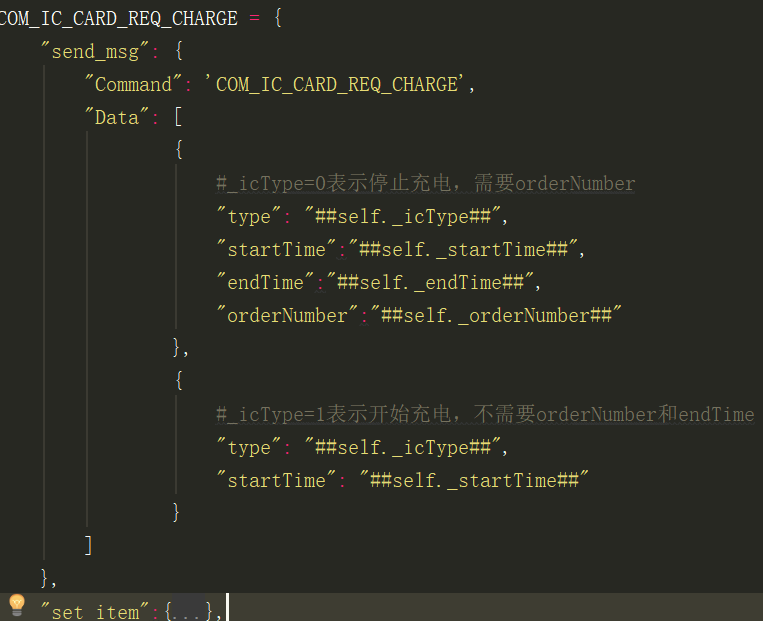 COM_IC_CARD_REQ_CHARGE = {
"send_msg": {
"Command": 'COM_IC_CARD_REQ_CHARGE',
"Data": [
{
#_icType=0表示停止充电，需要orderNumber
"type": "##self._icType##",
"startTime":"##self._startTime##",
"endTime":"##self._endTime##",
"orderNumber":"##self._orderNumber##"
},
{
#_icType=1表示开始充电，不需要orderNumber和endTime
"type": "##self._icType##",
"startTime": "##self._startTime##"
}
]
},
"set_item":{...},